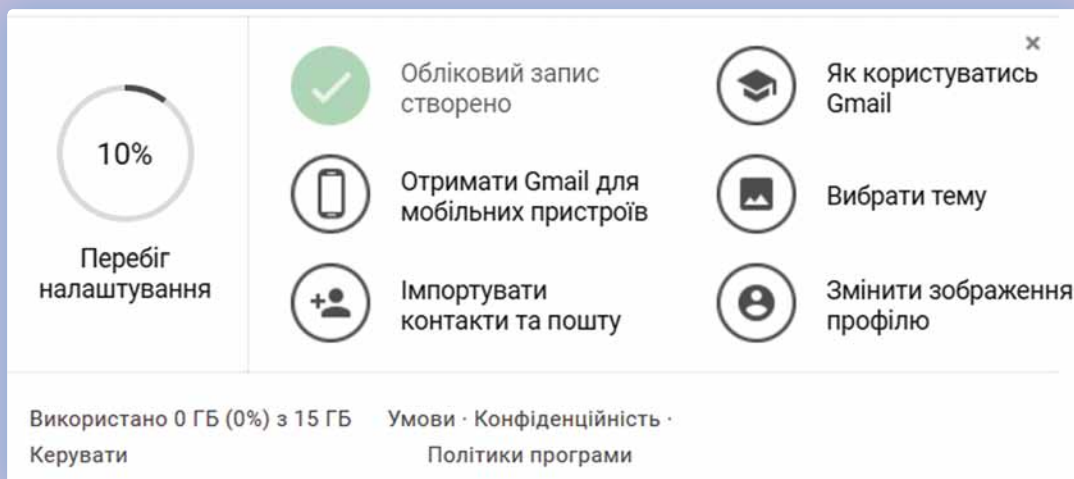 10%
Перебіг
налаштування
Обліковий запис
створено
Як користуватись
Gmail
Отримати Gmail для
мобільних пристроїв
Вибрати тему
Імпортувати
контакти та пошту
Змінити зображення
профілю
Використано 0 ГБ (0%) з 15 ГБ
Керувати
Умови · Конфіденційність ·
Політики програми